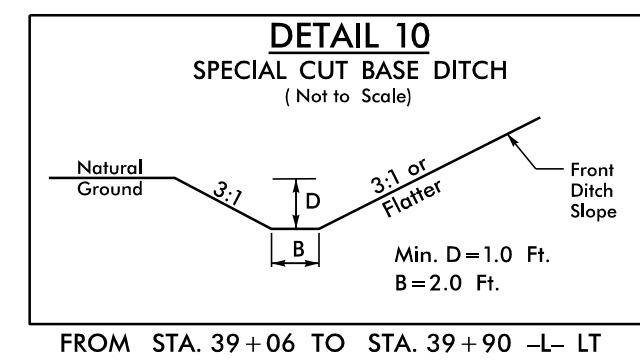 DETAIL 10
SPECIAL CUT BASE DITCH
( Not to Scale)
Natural
Ground
3:1
D
3:1 or
Flatter
Front
Ditch
Slope
B
Min. D=1.0 Ft.
B=2.0 Ft.
FROM STA. 39+06 TO STA. 39+90 -L- LT